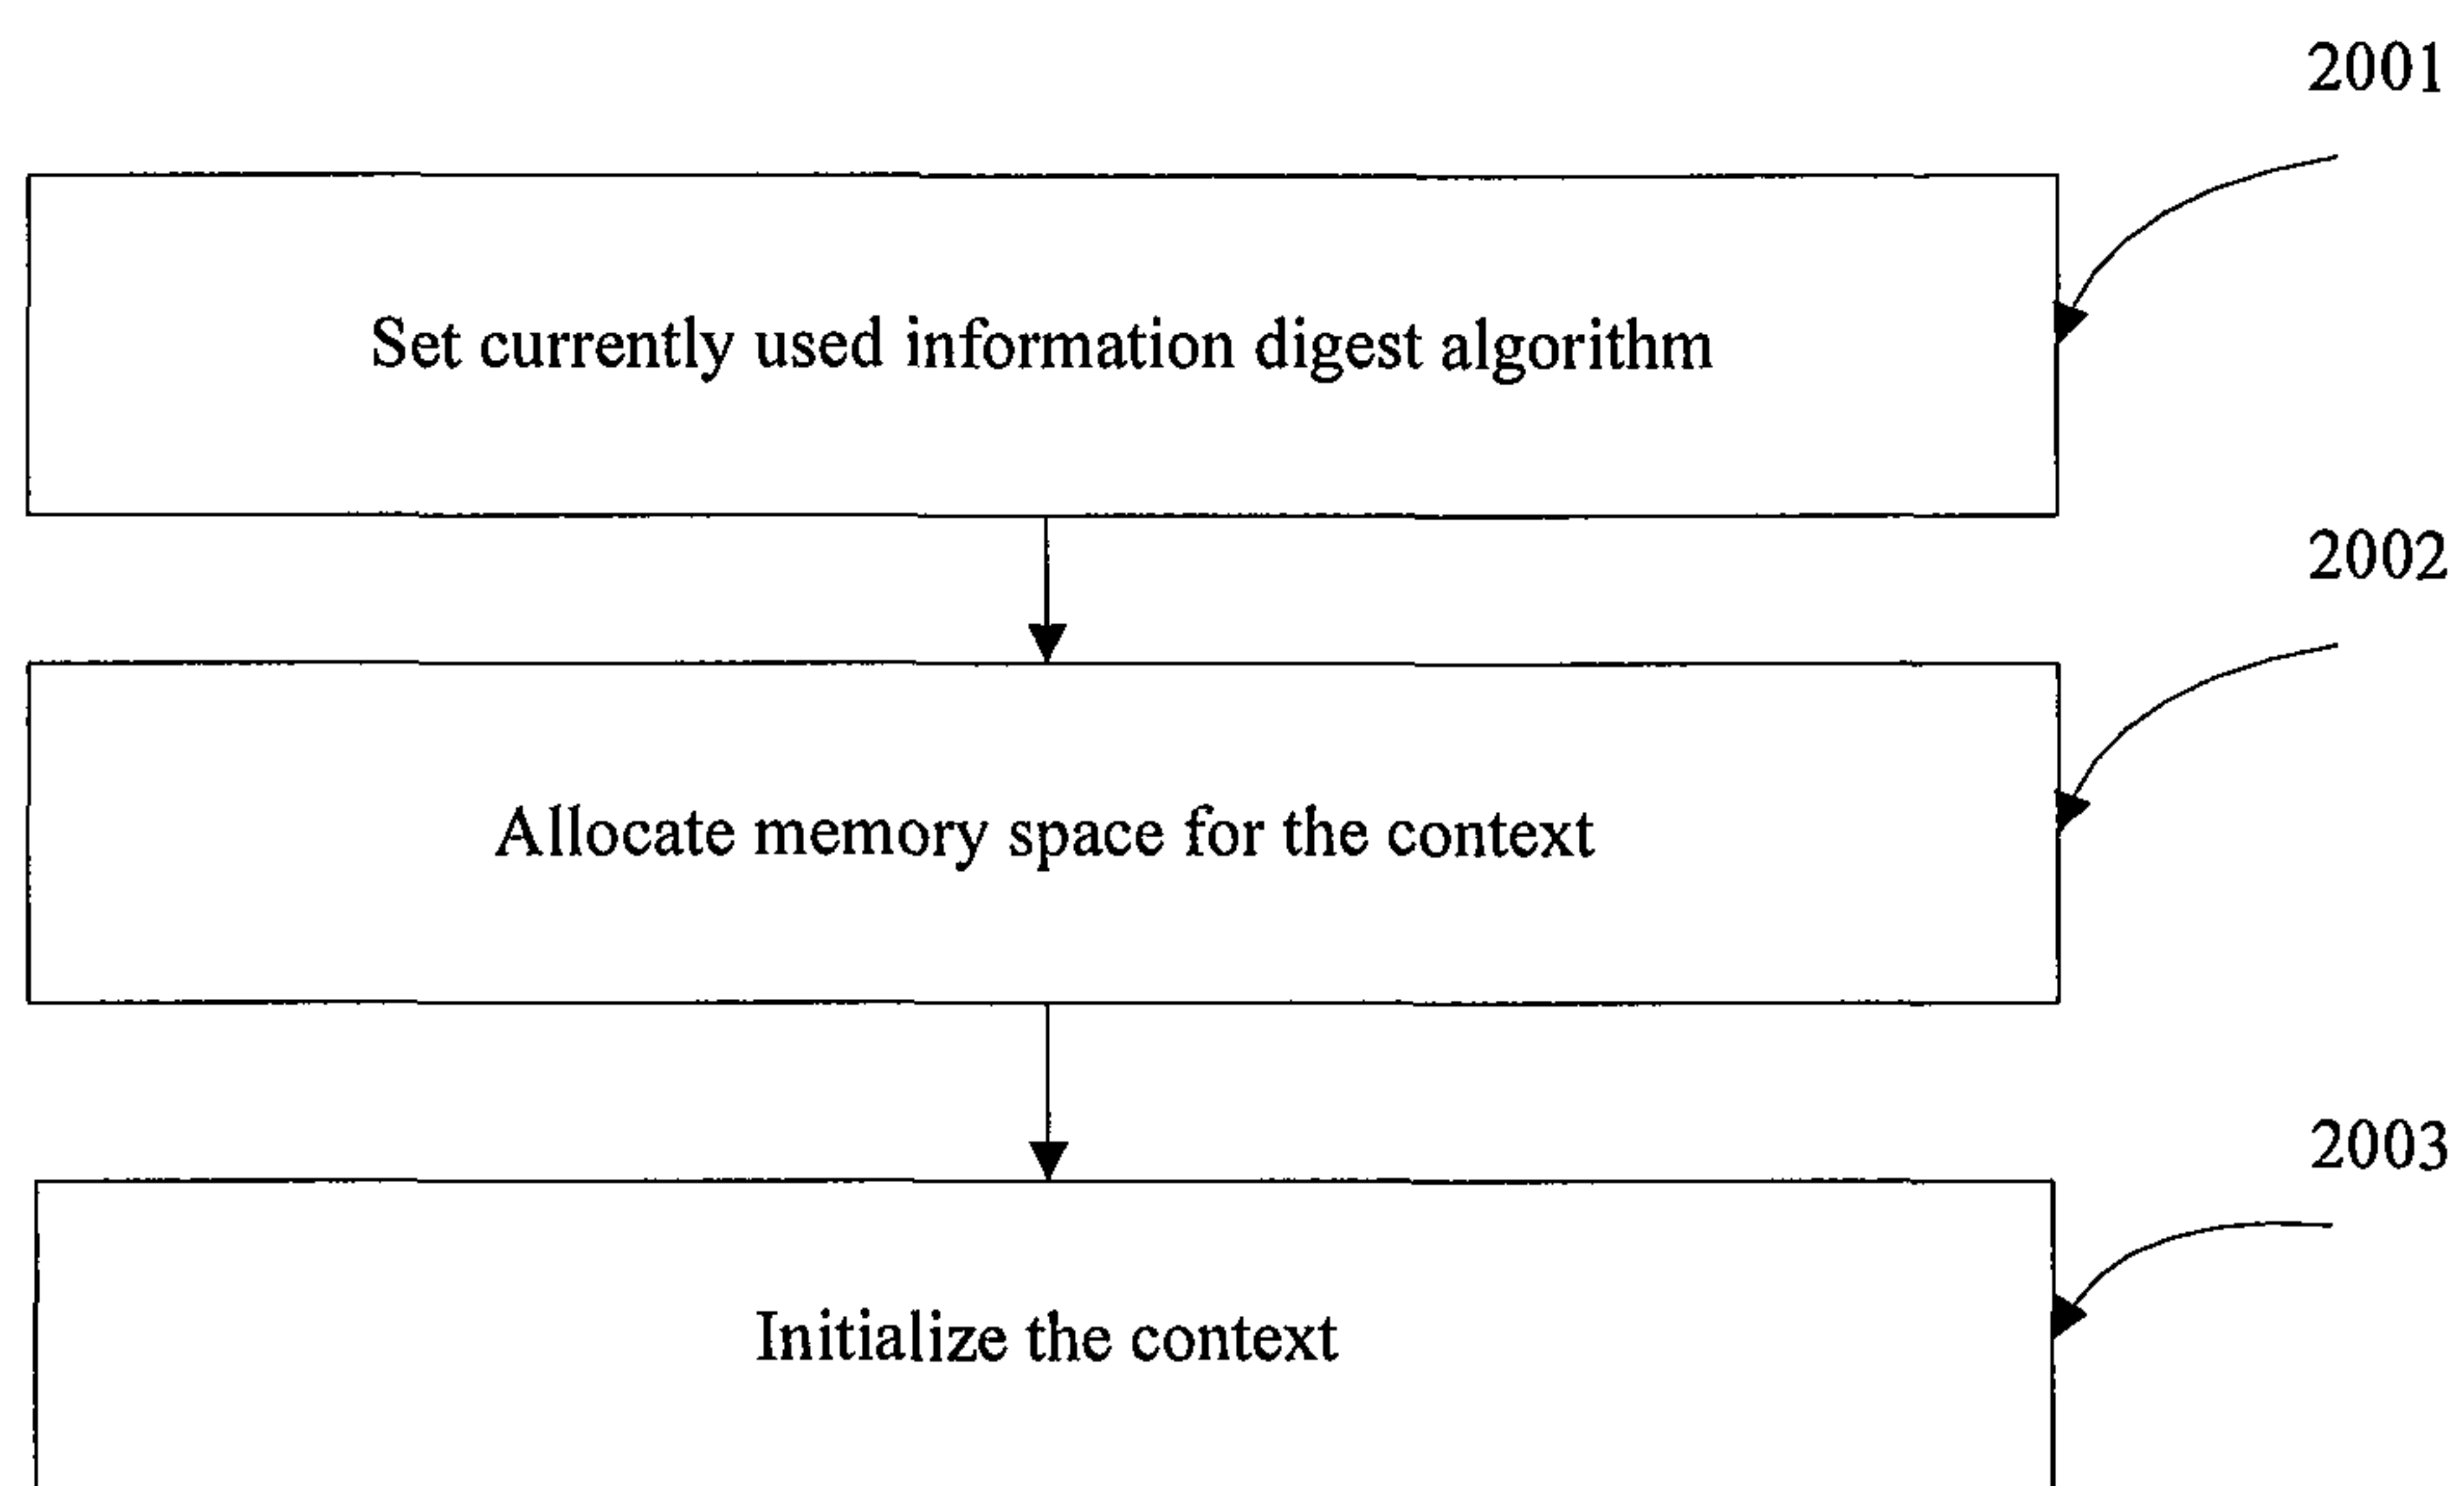 2001
Set currently used information digest algorithm
2002
Allocate memory space for the context
2003
Initialize the context